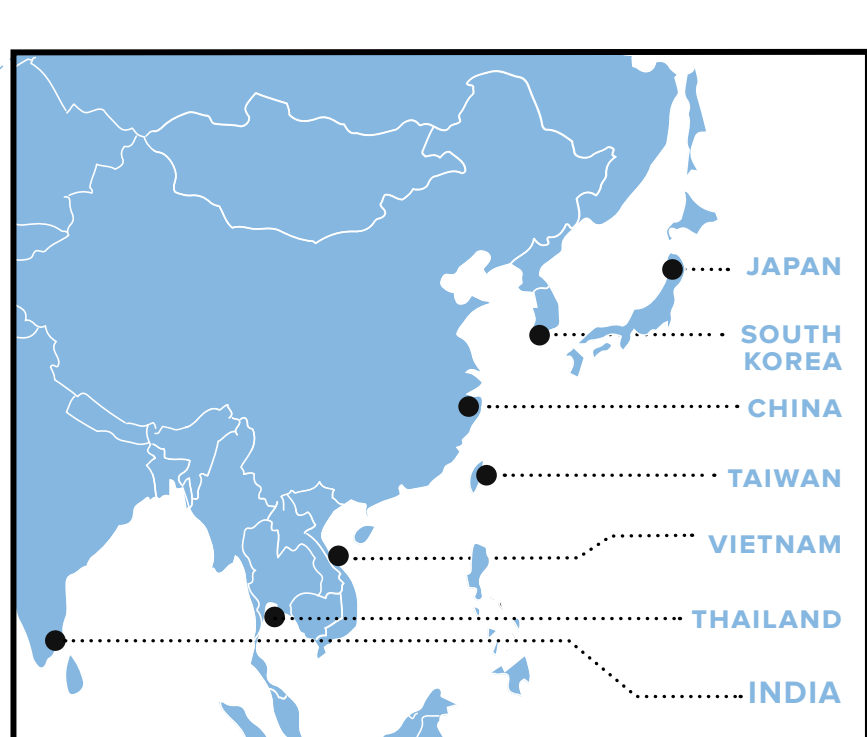 JAPAN
SOUTH
KOREA
CHINA
TAIWAN
VIETNAM
THAILAND
INDIA